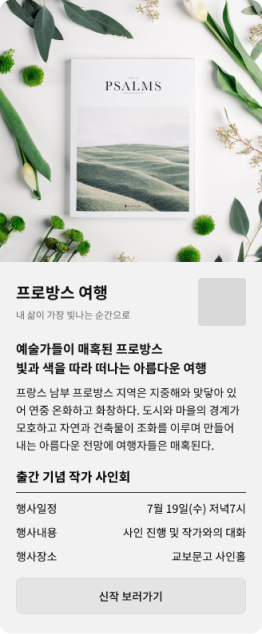 PSALMS
프로방스 여행
내 삶이 가장 빛나는 순간으로
예술가들이 매혹된 프로방스
빛과 색을 따라 떠나는 아름다운 여행
프랑스 남부 프로방스 지역은 지중해와 맞닿아 있
어 연중 온화하고 화창하다. 도시와 마을의 경계가
모호하고 자연과 건축물이 조화를 이루며 만들어
내는 아름다운 전망에 여행자들은 매혹된다.
출간 기념 작가 사인회
행사일정 7월 19일(수) 저녁7시
행사내용 사인 진행 및 작가와의 대화
행사장소 교보문고 사인홀
신작 보러가기